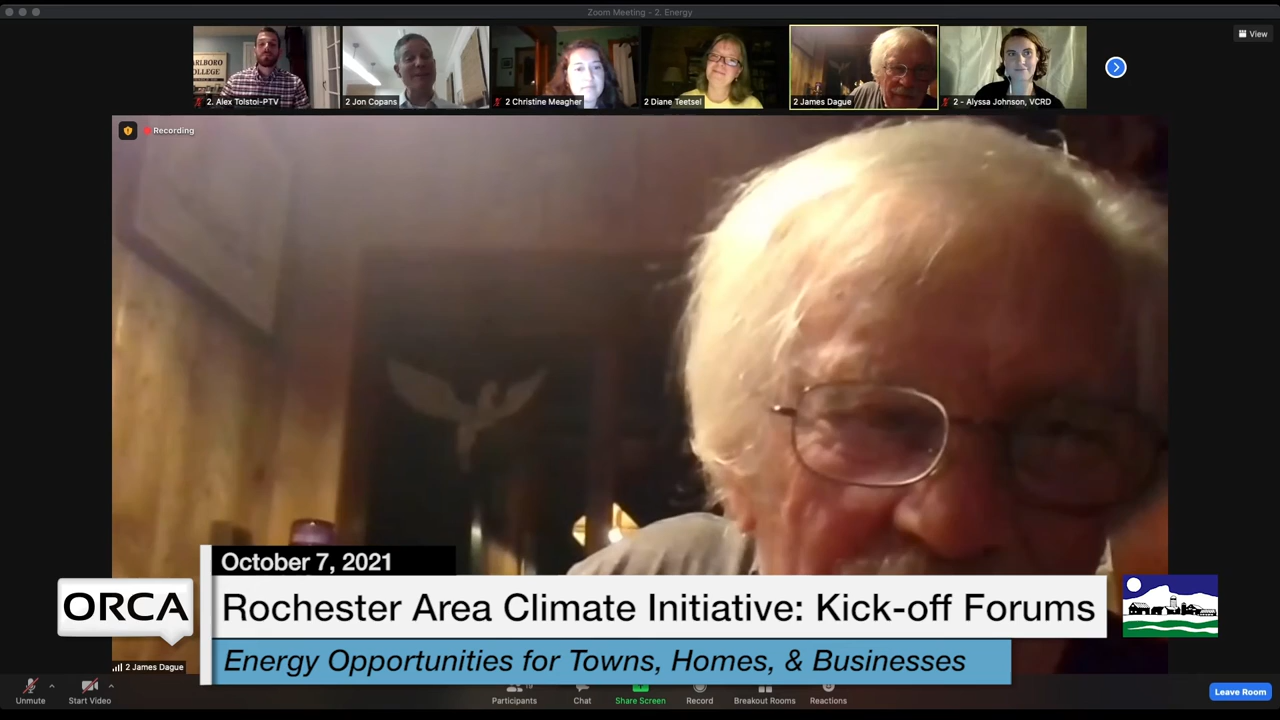 Zoom Meeting - 2. Energy
View
ARLBORO
COLLEGE
2. Alex Tolstoi-PTV
2 Jon Copans
2 Christine Meagher
2 Diane Teetsel
2 James Dague
2 - Alyssa Johnson, VCRD
Recording
October 7, 2021
ORCA
Rochester Area Climate Initiative: Kick-off Forums
Energy Opportunities for Towns, Homes, & Businesses
2 James Dague
Unmute
Start Video
Participants
Chat
Share Screen
Record
Breakout Rooms
Reactions
Leave Room